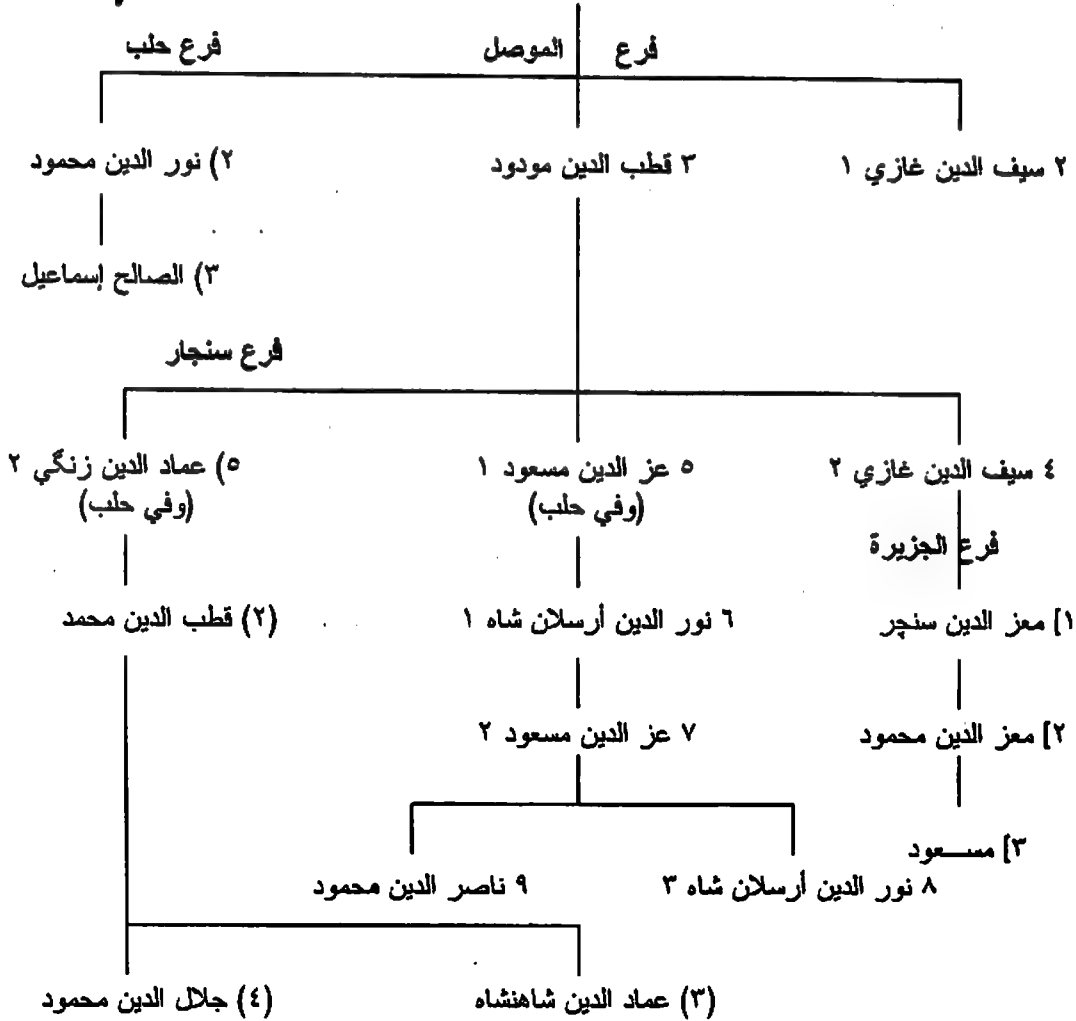 فرع الموصل فرع حلب
٢ سيف الدين غازي ١ ٣ قطب الدين مودود ٢) نور الدين محمود
٣) الصالح إسماعيل
فرع سنجار
٤ سيف الدين غازي ٢ ٥ عز الدين مسعود ١ ٥) عماد الدين زنگي ٢
(وفي حلب) (وفي حلب)
فرع الجزيرة
١] معز الدين سنجر ٦ نور الدين أرسلان شاه ١ (٢) قطب الدين محمد
٢] معز الدين محمود ٧ عز الدين مسعود ٢
٣] مسعود
٨ نور الدين أرسلان شاه ٣ ٩ ناصر الدين محمود
(٣) عماد الدين شاهنشاه (٤) جلال الدين محمود